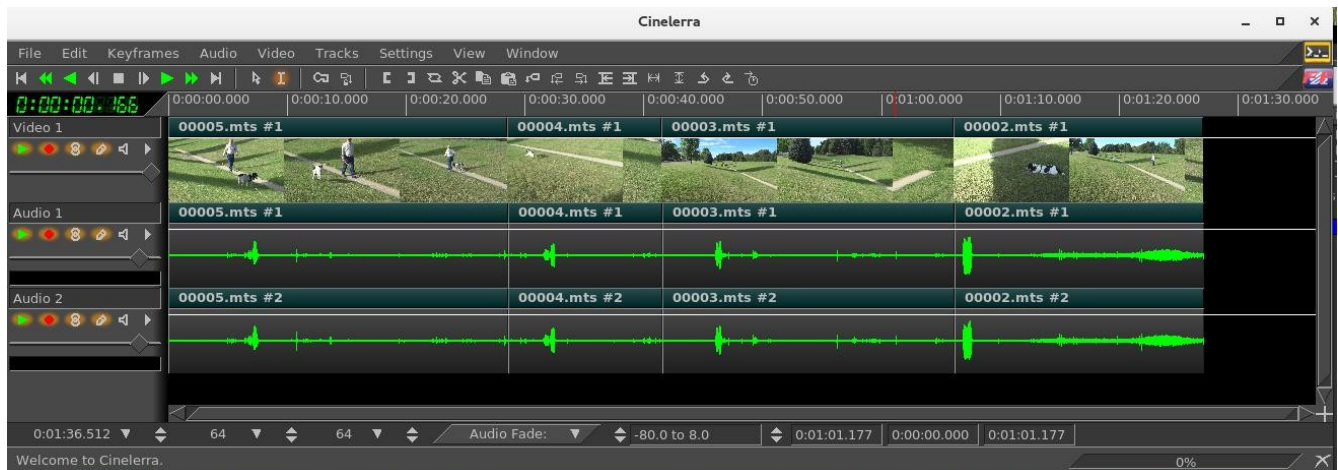 Cinelerra
File Edit Keyframes Audio Video Tracks Settings View Window
0:00:00.166 0:00:00.000 0:00:10.000 0:00:20.000 0:00:30.000 0:00:40.000 0:00:50.000 0:01:00.000 0:01:10.000 0:01:20.000 0:01:30.000
Video 1 00005.mts #1 00004.mts #1 00003.mts #1 00002.mts #1
Audio 1 00005.mts #1 00004.mts #1 00003.mts #1 00002.mts #1
Audio 2 00005.mts #2 00004.mts #2 00003.mts #2 00002.mts #2
0:01:36.512 64 64 Audio Fade: -80.0 to 8.0 0:01:01.177 0:00:00.000 0:01:01.177
Welcome to Cinelerra. 0%